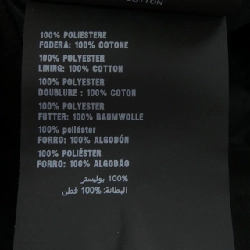 COTTON
100% POLIESTERE
FODERA: 100% COTONE
100% POLYESTER
LINING: 100% COTTON
100% POLYESTER
DOUBLURE : 100% COTON
100% POLYESTER
FUTTER: 100% BAUMWOLLE
100% poliéster
FORRO: 100% ALGODÓN
100% POLIÉSTER
FORRO: 100% ALGODÃO
100% بوليستر
البطانة: 100% قطن